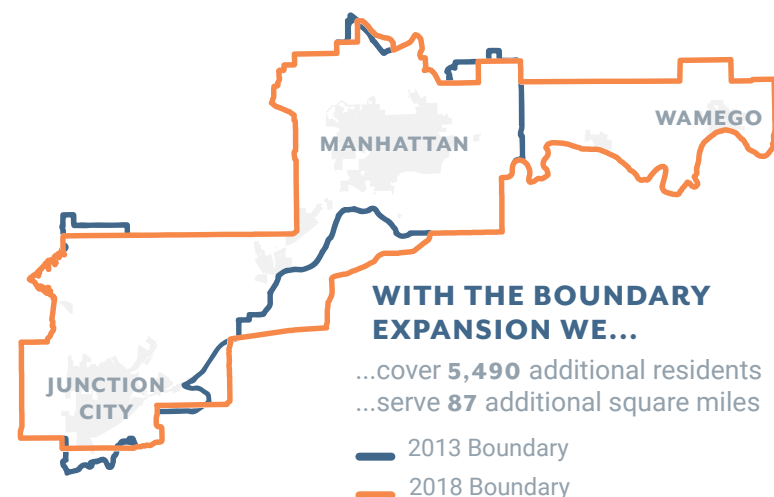 WAMEGO
MANHATTAN
WITH THE BOUNDARY
EXPANSION WE...
...cover 5,490 additional residents
...serve 87 additional square miles
JUNCTION
CITY
2013 Boundary
2018 Boundary